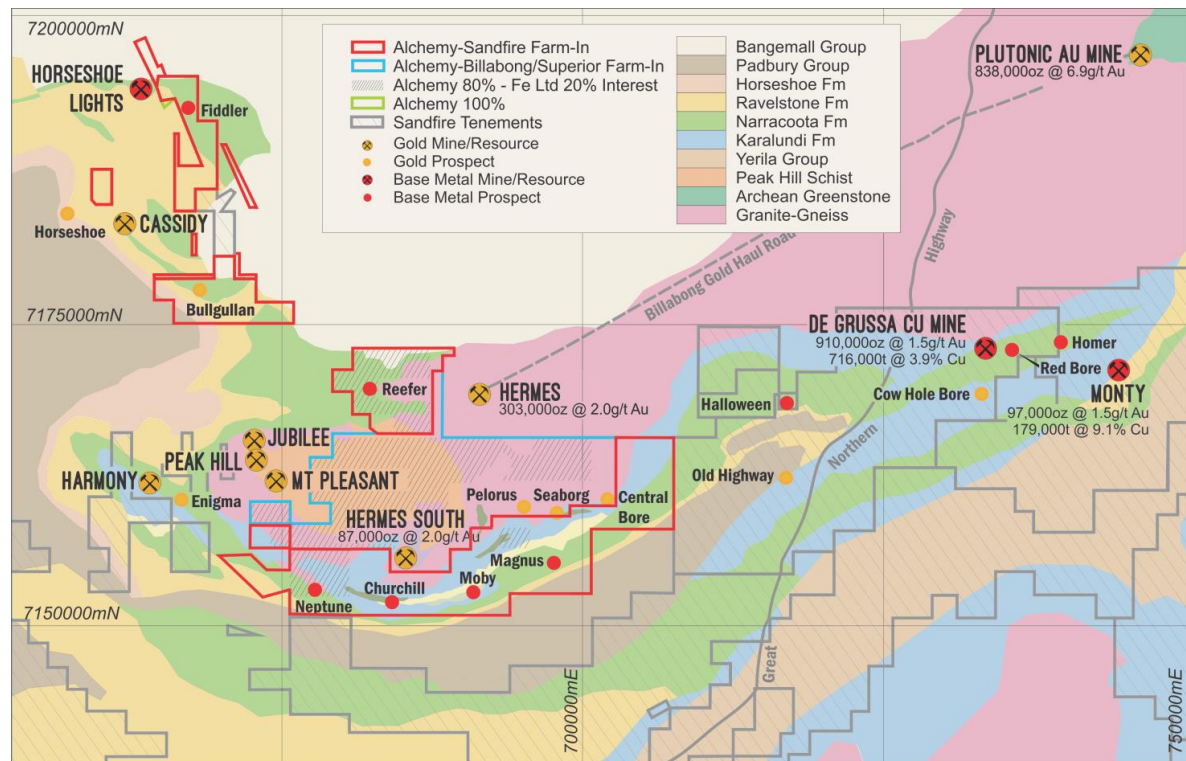 7200000mN
HORSESHOE
LIGHTS
Fiddler
Alchemy-Sandfire Farm-In
Alchemy-Billabong/Superior Farm-In
Alchemy 80% - Fe Ltd 20% Interest
Alchemy 100%
Sandfire Tenements
Gold Mine/Resource
Gold Prospect
Base Metal Mine/Resource
Base Metal Prospect
Bangemall Group
Padbury Group
Horseshoe Fm
Ravelstone Fm
Narracoota Fm
Karalundi Fm
Yerila Group
Peak Hill Schist
Archean Greenstone
Granite-Gneiss
PLUTONIC AU MINE
838,000oz @ 6.9g/t Au
Horseshoe
CASSIDY
Bullgullan
Billabong Gold Haul Road
Highway
7175000mN
DE GRUSSA CU MINE
910,000oz @ 1.5g/t Au
716,000t @ 3.9% Cu
Homer
Red Bore
Reefer
HERMES
303,000oz @ 2.0g/t Au
Halloween
Cow Hole Bore
MONTY
97,000oz @ 1.5g/t Au
179,000t @ 9.1% Cu
JUBILEE
PEAK HILL
HARMONY
MT PLEASANT
Enigma
Northern
Old Highway
Pelorus
Seaborg
Central
Bore
HERMES SOUTH
87,000oz @ 2.0g/t Au
Magnus
Moby
Churchill
Neptune
7150000mN
Great
700000mE
750000mE